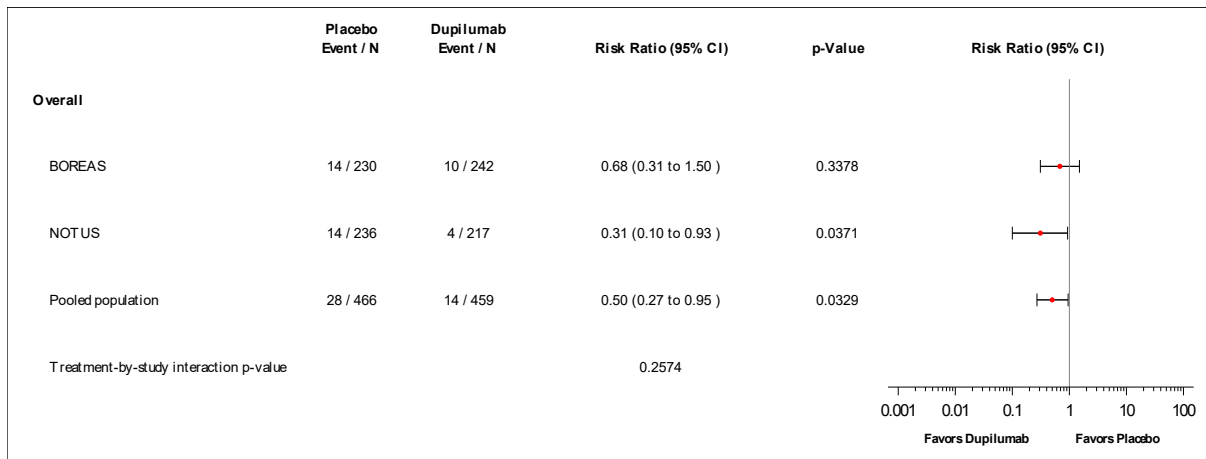 Placebo Dupilumab
Event / N Event / N Risk Ratio (95% CI) p-Value Risk Ratio (95% CI)
Overall
BOREAS 14 / 230 10 / 242 0.68 (0.31 to 1.50 ) 0.3378
NOTUS 14 / 236 4 / 217 0.31 (0.10 to 0.93 ) 0.0371
Pooled population 28 / 466 14 / 459 0.50 (0.27 to 0.95 ) 0.0329
Treatment-by-study interaction p-value 0.2574
0.001 0.01 0.1 1 10 100
Favors Dupilumab Favors Placebo